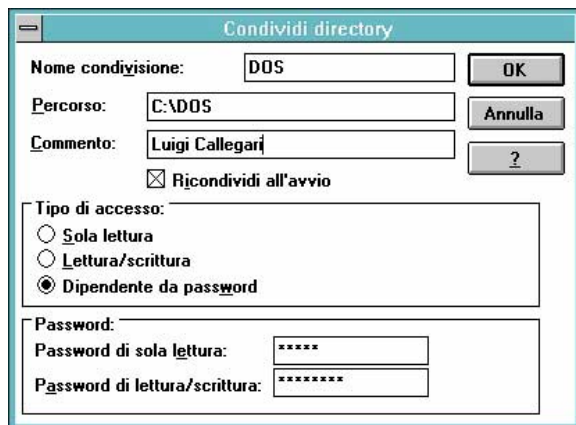 Condividi directory
Nome condivisione: DOS
OK
Percorso: C:\DOS
Annulla
Commento: Luigi Callegari
?
Ricondividi all'avvio
Tipo di accesso:
Sola lettura
Lettura/scrittura
Dipendente da password
Password:
Password di sola lettura: *****
Password di lettura/scrittura: ********